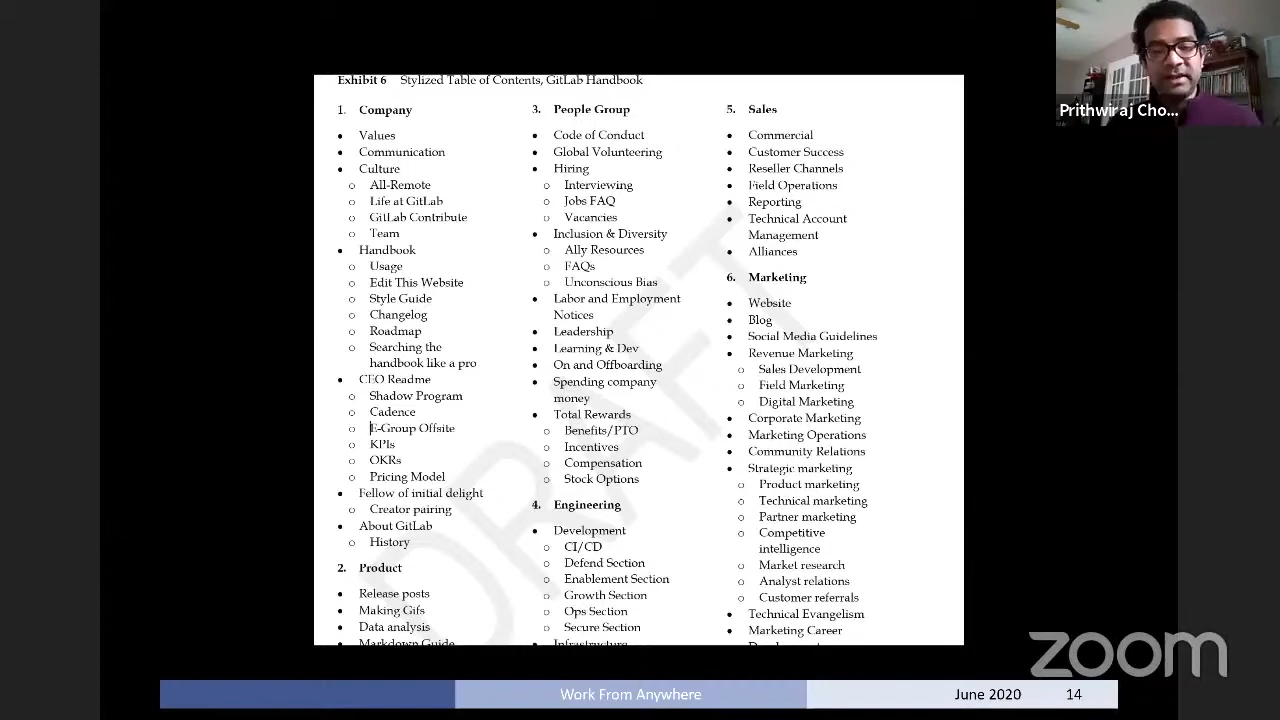 Exhibit 6 Stylized Table of Contents, GitLab Handbook
1. Company
• Values
• Communication
• Culture
o All-Remote
o Life at GitLab
o GitLab Contribute
o Team
• Handbook
o Usage
o Edit This Website
o Style Guide
o Changelog
o Roadmap
o Searching the
handbook like a pro
• CEO Readme
o Shadow Program
o Cadence
o E-Group Offsite
o KPIs
o OKRs
o Pricing Model
• Fellow of initial delight
o Creator pairing
• About GitLab
o History
2. Product
• Release posts
• Making Gifs
• Data analysis
• Markdown Guide
3. People Group
• Code of Conduct
• Global Volunteering
• Hiring
o Interviewing
o Jobs FAQ
o Vacancies
• Inclusion & Diversity
o Ally Resources
o FAQs
o Unconscious Bias
• Labor and Employment
Notices
• Leadership
• Learning & Dev
• On and Offboarding
• Spending company
money
• Total Rewards
o Benefits/PTO
o Incentives
o Compensation
o Stock Options
4. Engineering
• Development
o CI/CD
o Defend Section
o Enablement Section
o Growth Section
o Ops Section
o Secure Section
• Infrastructure
5. Sales
• Commercial
• Customer Success
• Reseller Channels
• Field Operations
• Reporting
• Technical Account
Management
• Alliances
6. Marketing
• Website
• Blog
• Social Media Guidelines
• Revenue Marketing
o Sales Development
o Field Marketing
o Digital Marketing
• Corporate Marketing
• Marketing Operations
• Community Relations
• Strategic marketing
o Product marketing
o Technical marketing
o Partner marketing
o Competitive
intelligence
o Market research
o Analyst relations
o Customer referrals
• Technical Evangelism
• Marketing Career
DRAFT
Prithwiraj Cho...
zoom
Work From Anywhere
June 2020 14